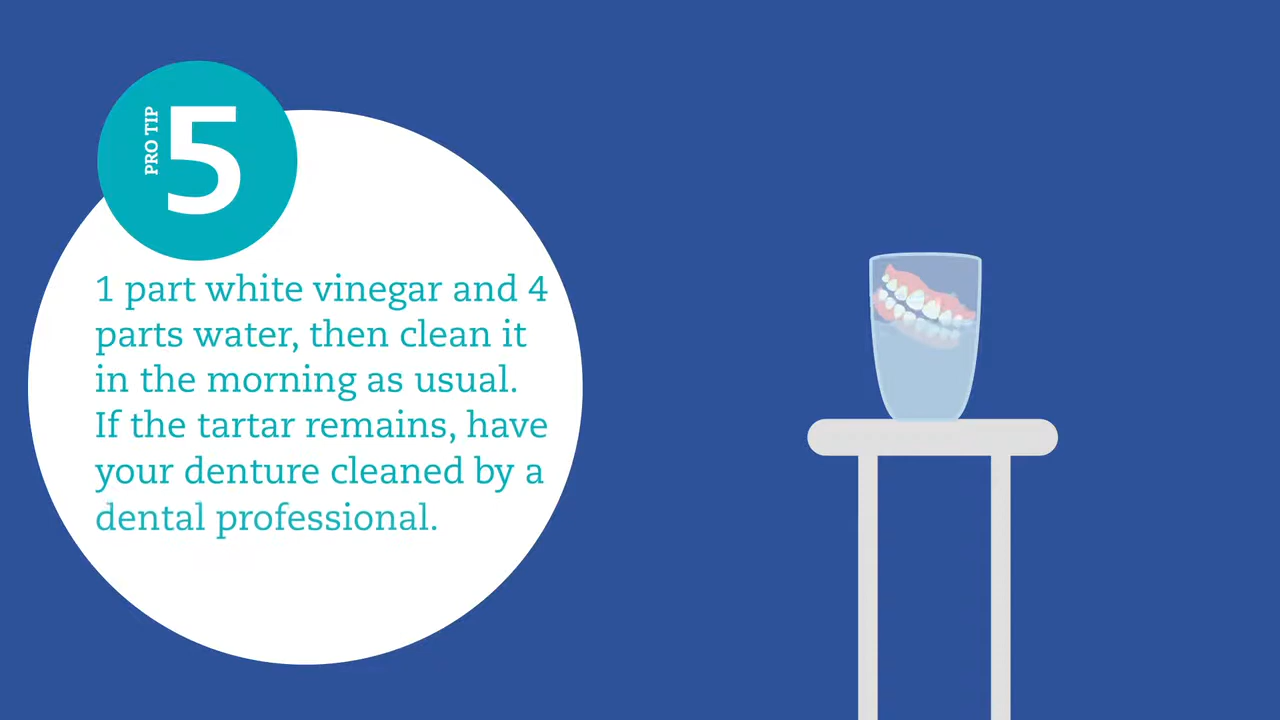 PRO TIP
5
1 part white vinegar and 4
parts water, then clean it
in the morning as usual.
If the tartar remains, have
your denture cleaned by a
dental professional.